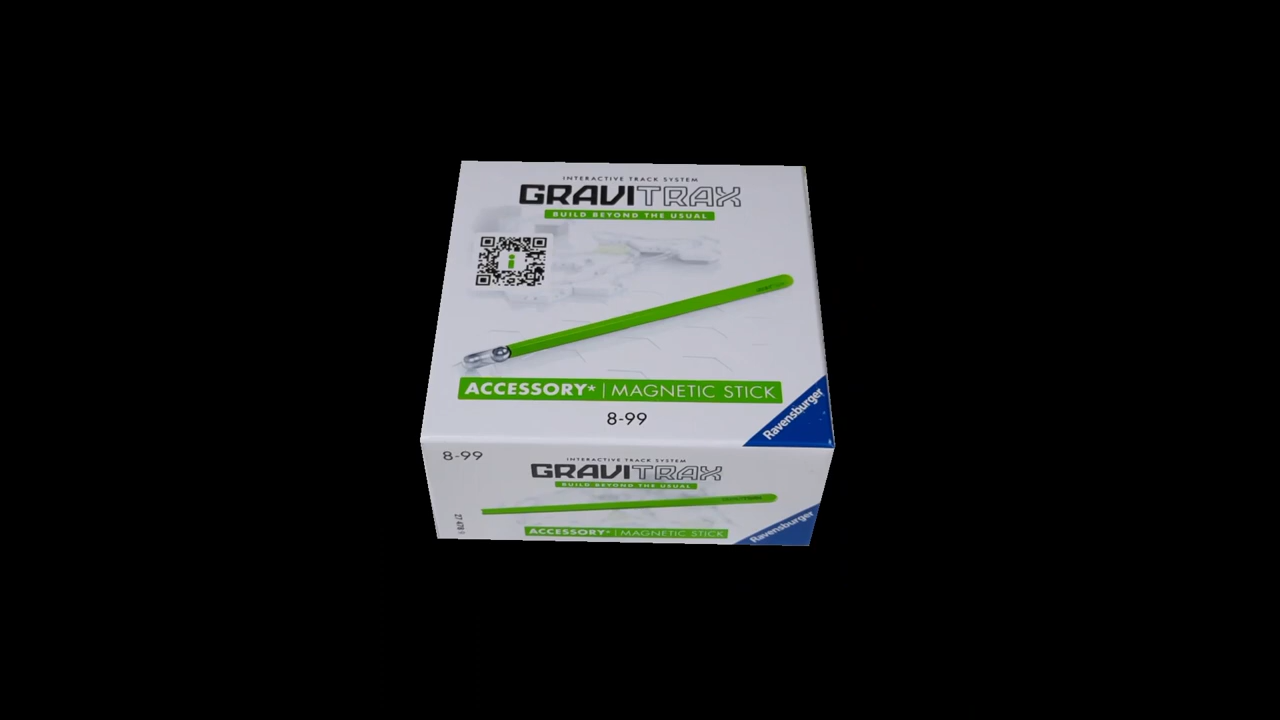 INTERACTIVE TRACK SYSTEM
GRAVITRAX
BUILD BEYOND THE USUAL
ACCESSORY* | MAGNETIC STICK
8-99
Ravensburger
8-99
INTERACTIVE TRACK SYSTEM
GRAVITRAX
BUILD BEYOND THE USUAL
ACCESSORY* | MAGNETIC STICK
Ravensburger